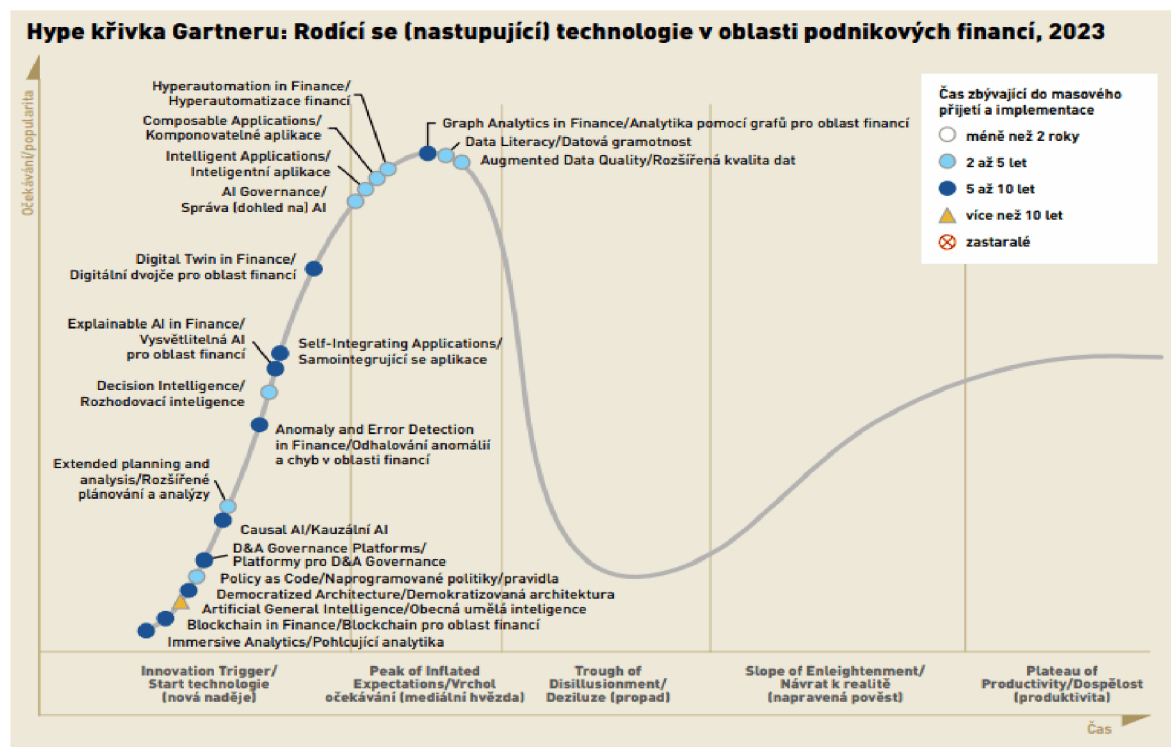 Hype křivka Gartneru: Rodící se (nastupující) technologie v oblasti podnikových financí, 2023
Očekávání/popularita
Hyperautomation in Finance/
Hyperautomatizace financí
Composable Applications/
Komponovatelné aplikace
Intelligent Applications/
Inteligentní aplikace
AI Governance/
Správa (dohled na) AI
Graph Analytics in Finance/Analytika pomocí grafů pro oblast financí
Data Literacy/Datová gramotnost
Augmented Data Quality/Rozšířená kvalita dat
Čas zbývající do masového
přijetí a implementace
méně než 2 roky
2 až 5 let
5 až 10 let
více než 10 let
zastaralé
Digital Twin in Finance/
Digitální dvojče pro oblast financí
Explainable AI in Finance/
Vysvětlitelná AI
pro oblast financí
Self-Integrating Applications/
Samointegrující se aplikace
Decision Intelligence/
Rozhodovací inteligence
Anomaly and Error Detection
in Finance/Odhalování anomálií
a chyb v oblasti financí
Extended planning and
analysis/Rozšířené
plánování a analýzy
Causal AI/Kauzální AI
D&A Governance Platforms/
Platformy pro D&A Governance
Policy as Code/Naprogramované politiky/pravidla
Democratized Architecture/Demokratizovaná architektura
Artificial General Intelligence/Obecná umělá inteligence
Blockchain in Finance/Blockchain pro oblast financí
Immersive Analytics/Pohlcující analytika
Innovation Trigger/
Start technologie
(nová naděje)
Peak of Inflated
Expectations/Vrchol
očekávání (mediální hvězda)
Trough of
Disillusionment/
Deziluze (propad)
Slope of Enleightenment/
Návrat k realitě
(napravená pověst)
Plateau of
Productivity/Dospělost
(produktivita)
Čas